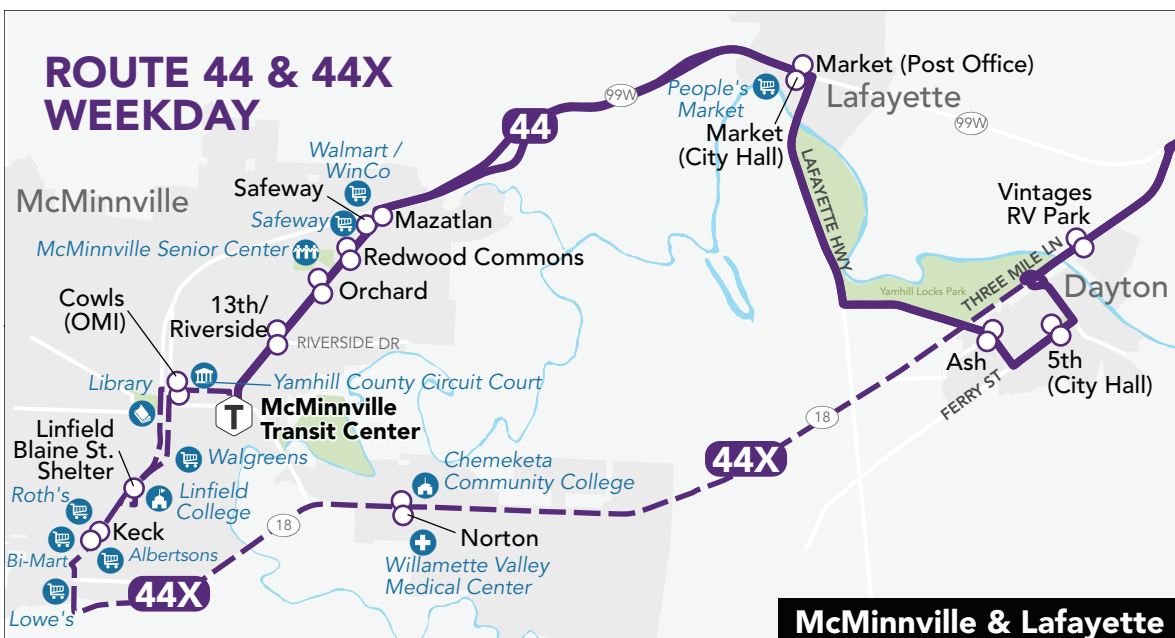 ROUTE 44 & 44X
WEEKDAY
99W
44
Market (Post Office)
People's
Market
Lafayette
Market
(City Hall)
99W
LAFAYETTE HWY
Walmart /
WinCo
Safeway
McMinnville
Safeway
Mazatlan
McMinnville Senior Center
Redwood Commons
Orchard
Vintages
RV Park
THREE MILE LN
Dayton
Yamhill Locks Park
Cowls
(OMI)
13th/
Riverside
RIVERSIDE DR
Ash
5th
(City Hall)
FERRY ST
Library
Yamhill County Circuit Court
T
McMinnville
Transit Center
18
Linfield
Blaine St.
Shelter
Walgreens
44X
Chemeketa
Community College
Roth's
Linfield
College
18
Keck
Norton
Bi-Mart
Albertsons
Willamette Valley
Medical Center
44X
Lowe's
McMinnville & Lafayette